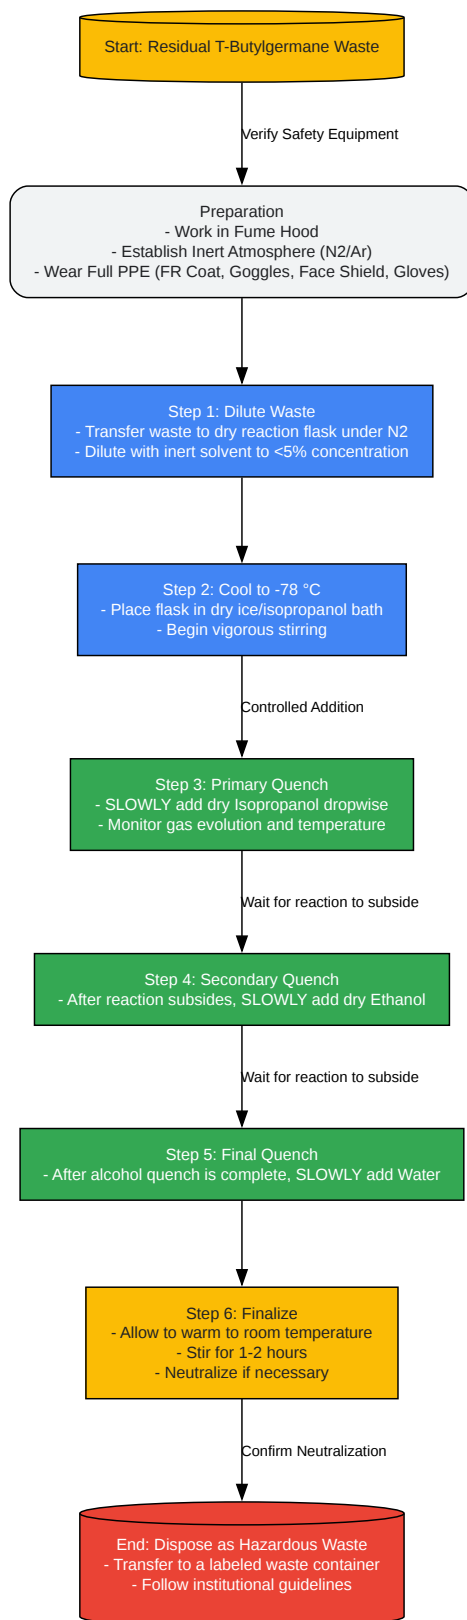 Start: Residual T-Butylgermane Waste
Verify Safety Equipment
Preparation
- Work in Fume Hood
- Establish Inert Atmosphere (N2/Ar)
- Wear Full PPE (FR Coat, Goggles, Face Shield, Gloves)
Step 1: Dilute Waste
- Transfer waste to dry reaction flask under N2
- Dilute with inert solvent to <5% concentration
Step 2: Cool to -78 °C
- Place flask in dry ice/isopropanol bath
- Begin vigorous stirring
Controlled Addition
Step 3: Primary Quench
- SLOWLY add dry Isopropanol dropwise
- Monitor gas evolution and temperature
Wait for reaction to subside
Step 4: Secondary Quench
- After reaction subsides, SLOWLY add dry Ethanol
Wait for reaction to subside
Step 5: Final Quench
- After alcohol quench is complete, SLOWLY add Water
Step 6: Finalize
- Allow to warm to room temperature
- Stir for 1-2 hours
- Neutralize if necessary
Confirm Neutralization
End: Dispose as Hazardous Waste
- Transfer to a labeled waste container
- Follow institutional guidelines